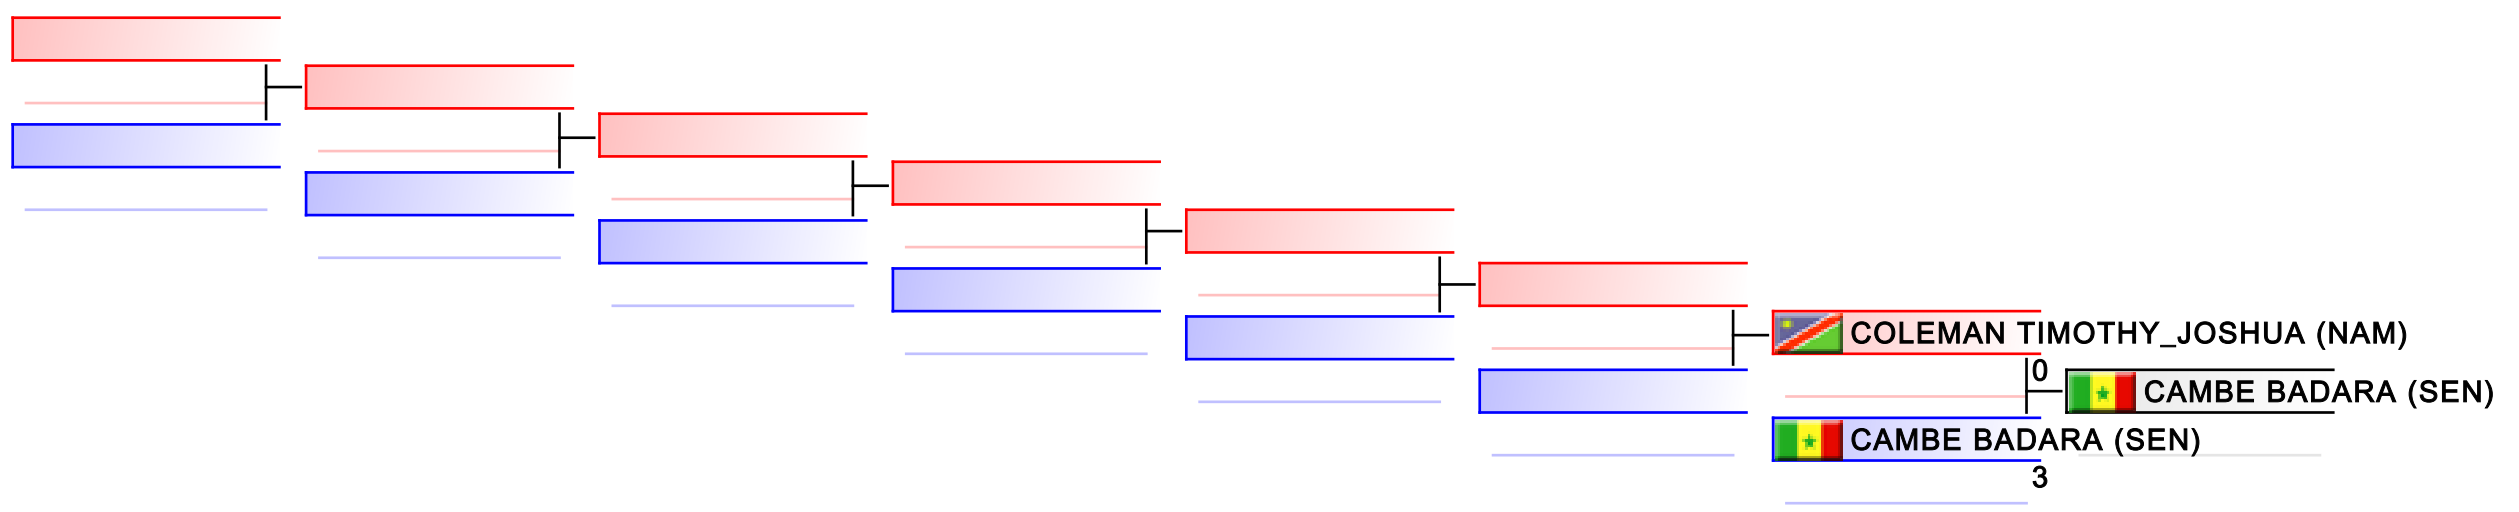 COLEMAN TIMOTHY_JOSHUA (NAM)
0
CAMBE BADARA (SEN)
CAMBE BADARA (SEN)
3